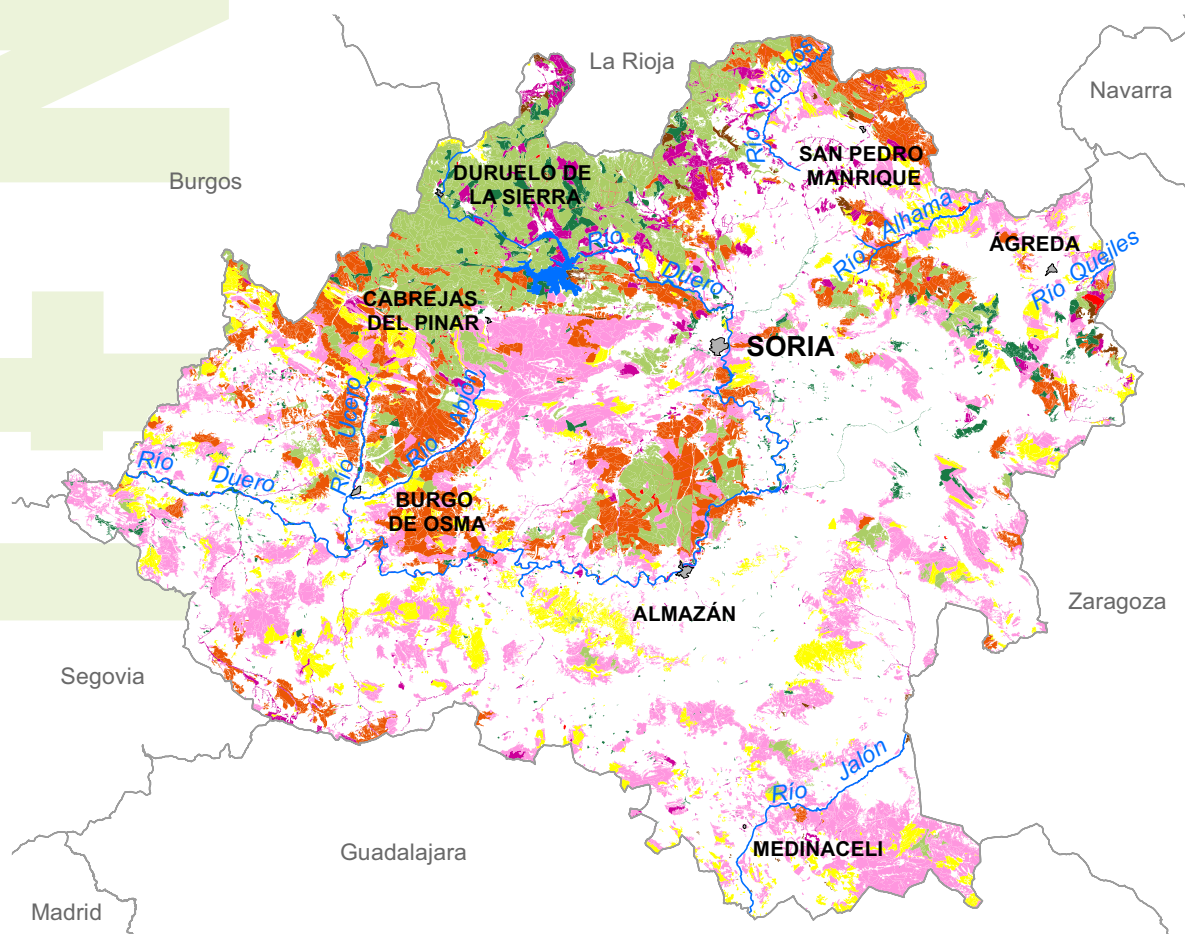 La Rioja
Navarra
Río Cidacos
SAN PEDRO
MANRIQUE
Burgos
DURUELO DE
LA SIERRA
Río Alhama
ÁGREDA
Río Queiles
Río Duero
CABREJAS
DEL PINAR
SORIA
Río Ucero
Río Abión
Río Duero
BURGO
DE OSMA
ALMAZÁN
Zaragoza
Segovia
Río Jalón
Guadalajara
MEDINACELI
Madrid